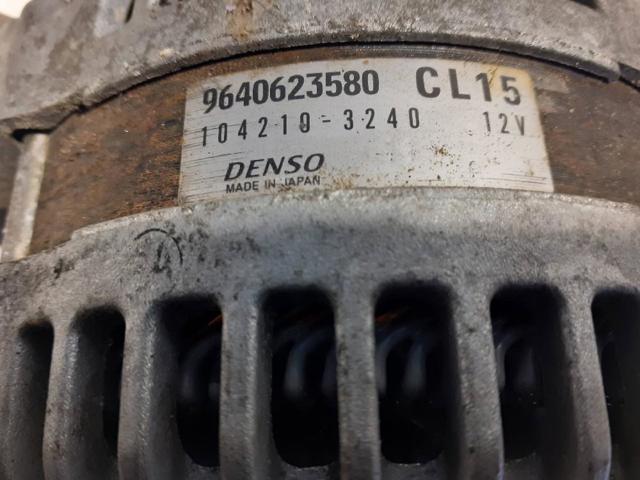 9640623580 CL15
104210-3240 12V
DENSO
MADE IN JAPAN